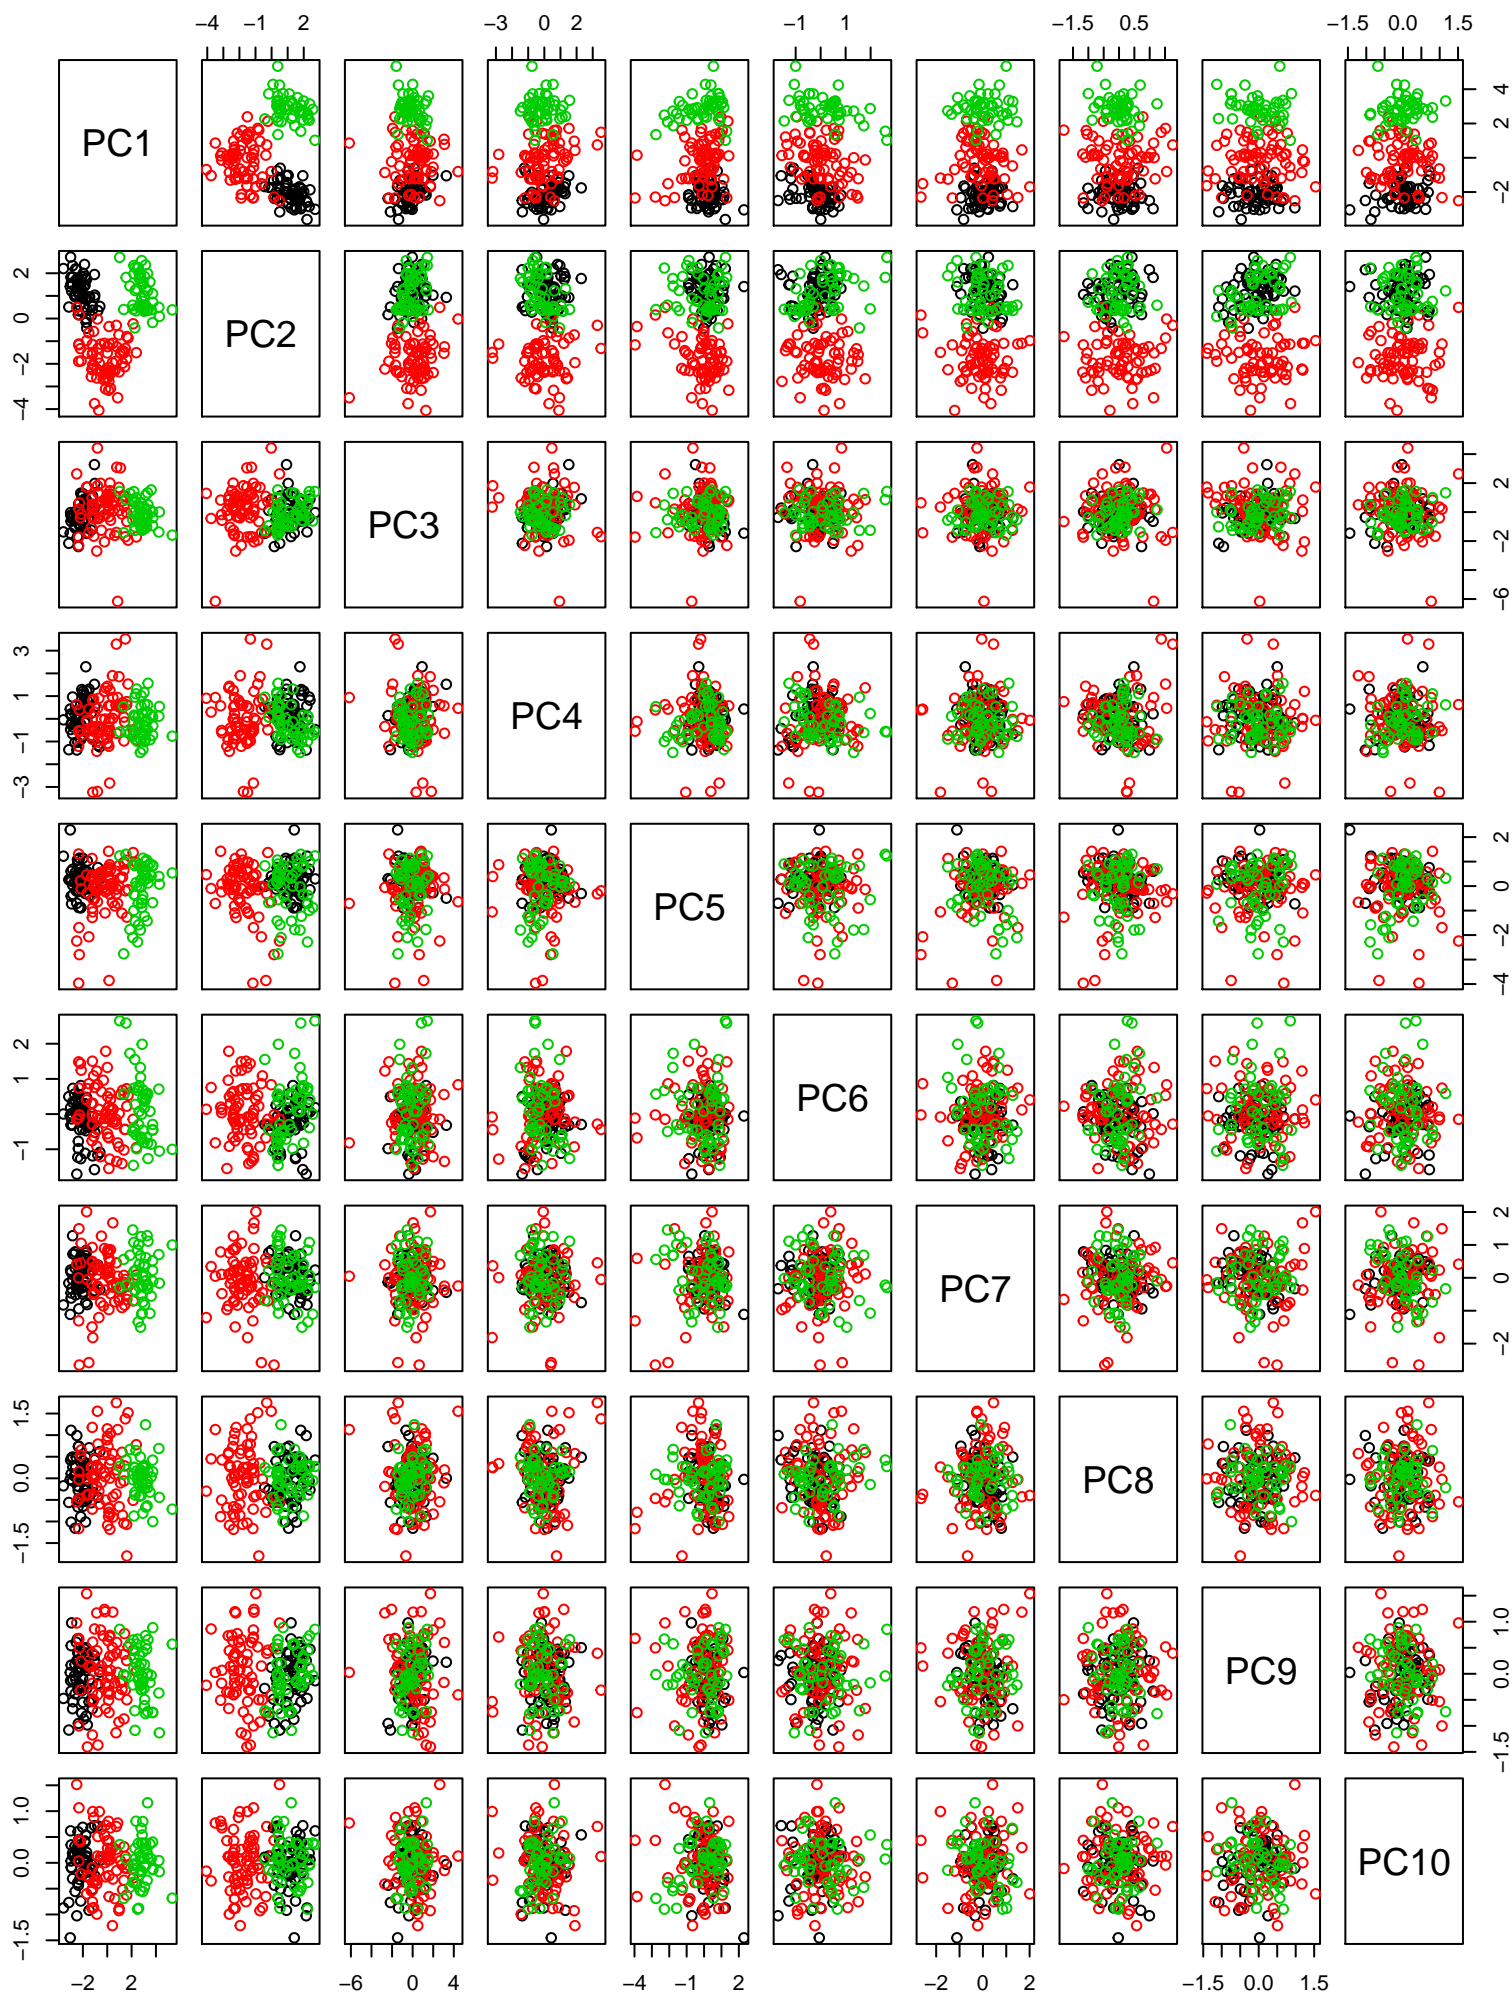 −4 −1 2 −3 0 2 −1 1 −1.5 0.5 −1.5 0.0 1.5
PC1 −2 2 4
−4 −2 0 2 PC2
PC3 −6 −2 2
−3 −1 1 3 PC4
PC5 −4 −2 0 2
−1 1 2 PC6
PC7 −2 0 1 2
−1.5 0.0 1.5 PC8
PC9 −1.5 0.0 1.0
−1.5 0.0 1.0 PC10
−2 2 −6 0 4 −4 −1 2 −2 0 2 −1.5 0.0 1.5